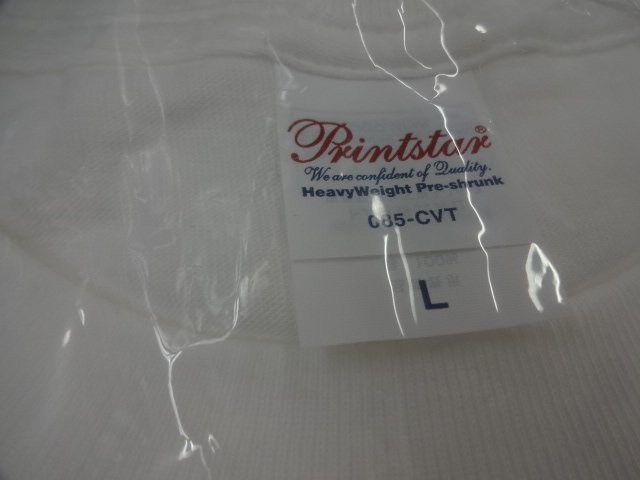 Printstar®
We are confident of Quality.
HeavyWeight Pre-shrunk
085-CVT
L